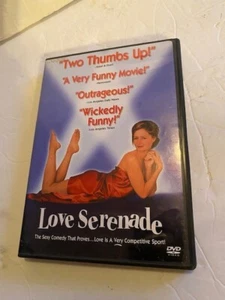 "Two Thumbs Up!"
"A Very Funny Movie!"
"Outrageous!"
"Wickedly
Funny!"
Love Serenade
The Sexy Comedy That Proves ...Love Is A Very Competitive Sport!
DVD